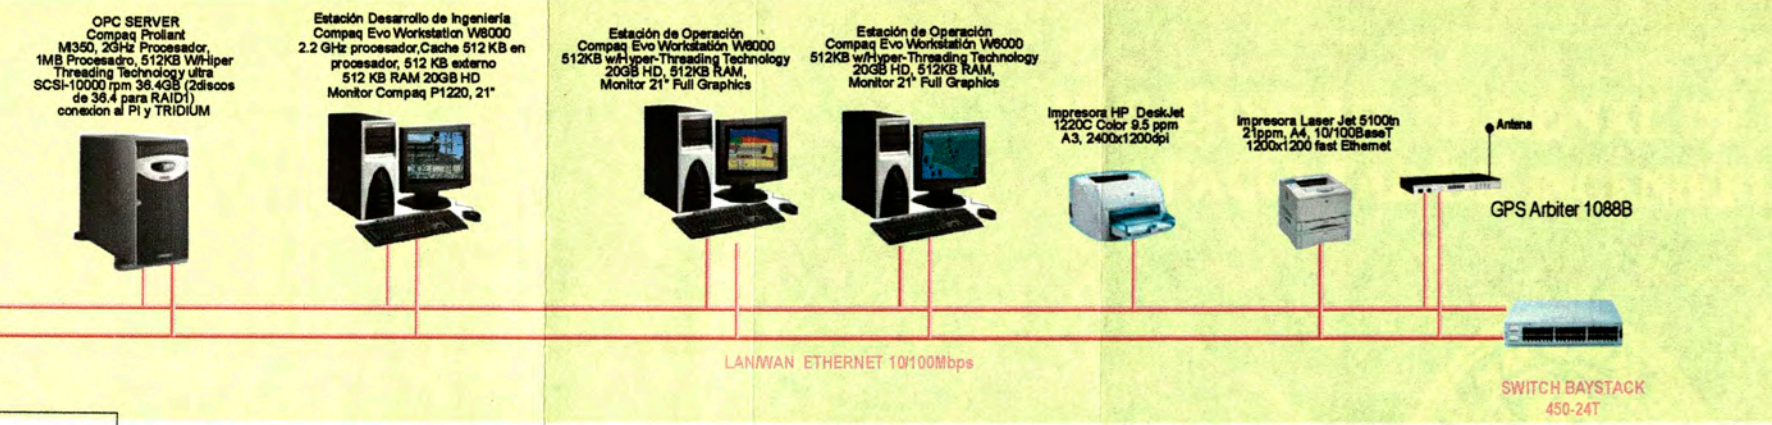 OPC SERVER
Compaq Proliant
Ml350, 2GHz Procesador,
1MB Procesadro, 512KB W/Hiper
Threading Technology ultra
SCSI-10000 rpm 36.4GB (2discos
de 36.4 para RAID1)
conexion al PI y TRIDIUM
Estación Desarrollo de Ingeniería
Compaq Evo Workstation W8000
2.2 GHz procesador,Cache 512 KB en
procesador, 512 KB externo
512 KB RAM 20GB HD
Monitor Compaq P1220, 21"
Estación de Operación
Compaq Evo Workstatión W6000
512KB w/Hyper-Threading Technology
20GB HD, 512KB RAM,
Monitor 21" Full Graphics
Estación de Operación
Compaq Evo Workstatión W6000
512KB w/Hyper-Threading Technology
20GB HD, 512KB RAM,
Monitor 21" Full Graphics
Impresora HP DeskJet
1220C Color 9.5 ppm
A3, 2400x1200dpi
Impresora Laser Jet 5100tn
21ppm, A4, 10/100BaseT
1200x1200 fast Ethernet
Antena
GPS Arbiter 1088B
LAN/WAN ETHERNET 10/100Mbps
SWITCH BAYSTACK
450-24T